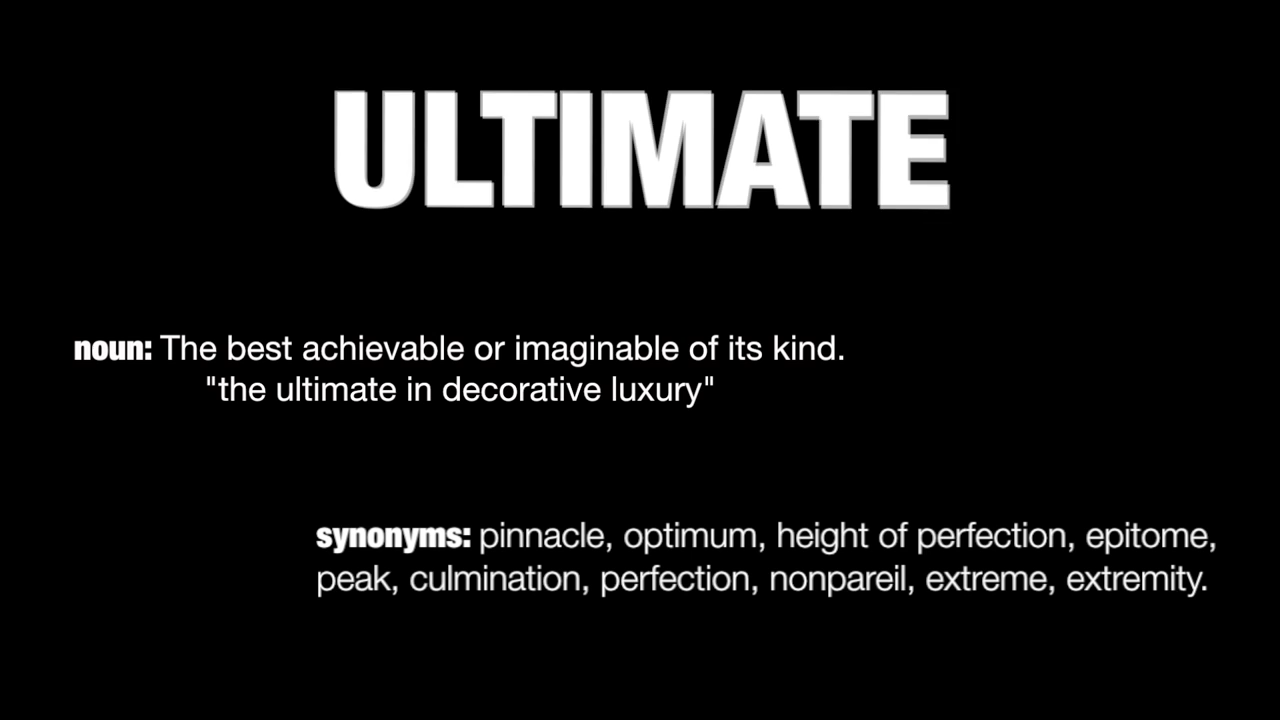 ULTIMATE
noun: The best achievable or imaginable of its kind.
"the ultimate in decorative luxury"
synonyms: pinnacle, optimum, height of perfection, epitome,
peak, culmination, perfection, nonpareil, extreme, extremity.